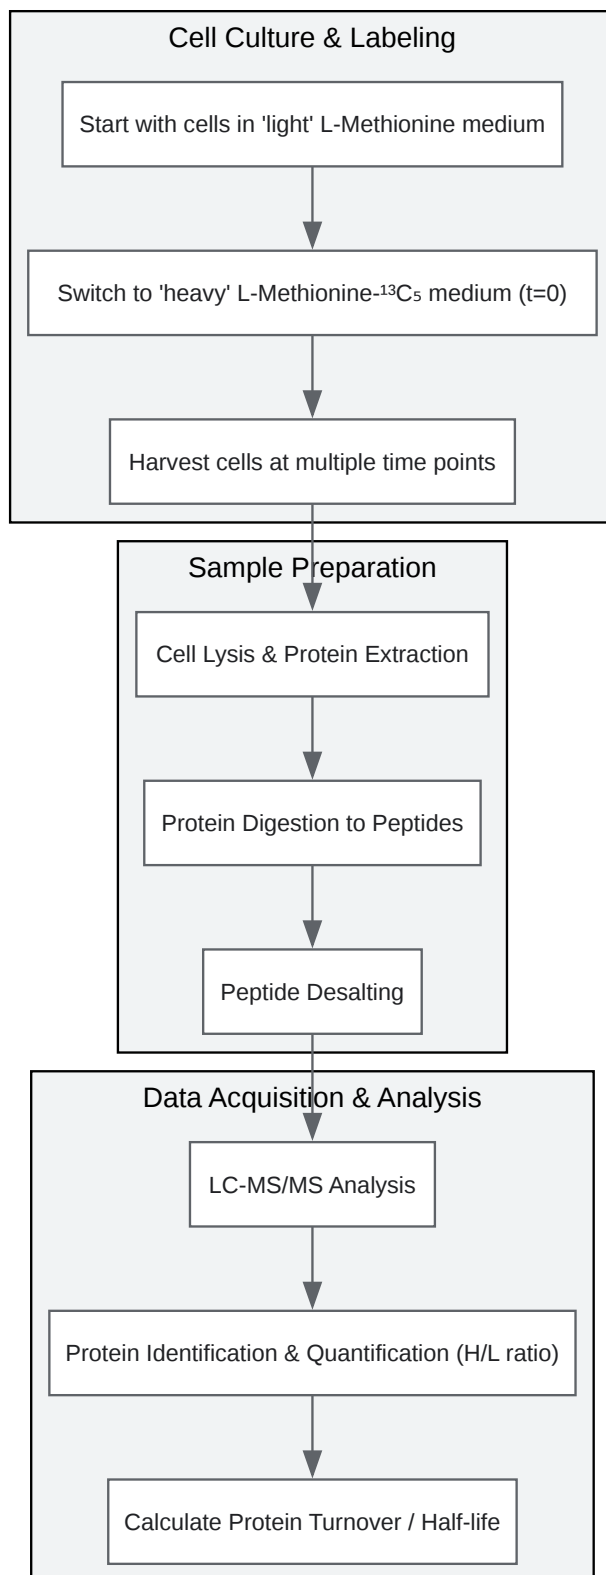 Cell Culture & Labeling
Start with cells in 'light' L-Methionine medium
Switch to 'heavy' L-Methionine-¹³C₅ medium (t=0)
Harvest cells at multiple time points
Sample Preparation
Cell Lysis & Protein Extraction
Protein Digestion to Peptides
Peptide Desalting
Data Acquisition & Analysis
LC-MS/MS Analysis
Protein Identification & Quantification (H/L ratio)
Calculate Protein Turnover / Half-life